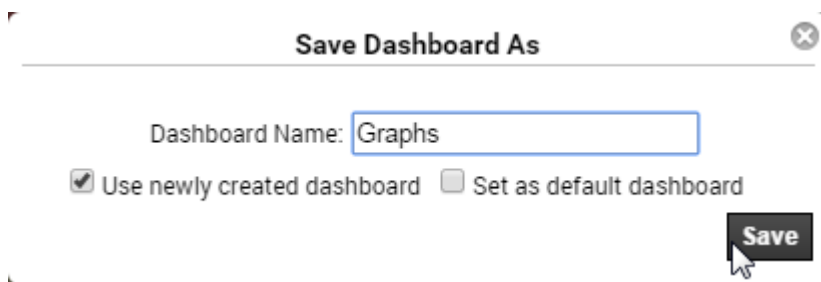 Save Dashboard As
Dashboard Name: Graphs
Use newly created dashboard Set as default dashboard
Save